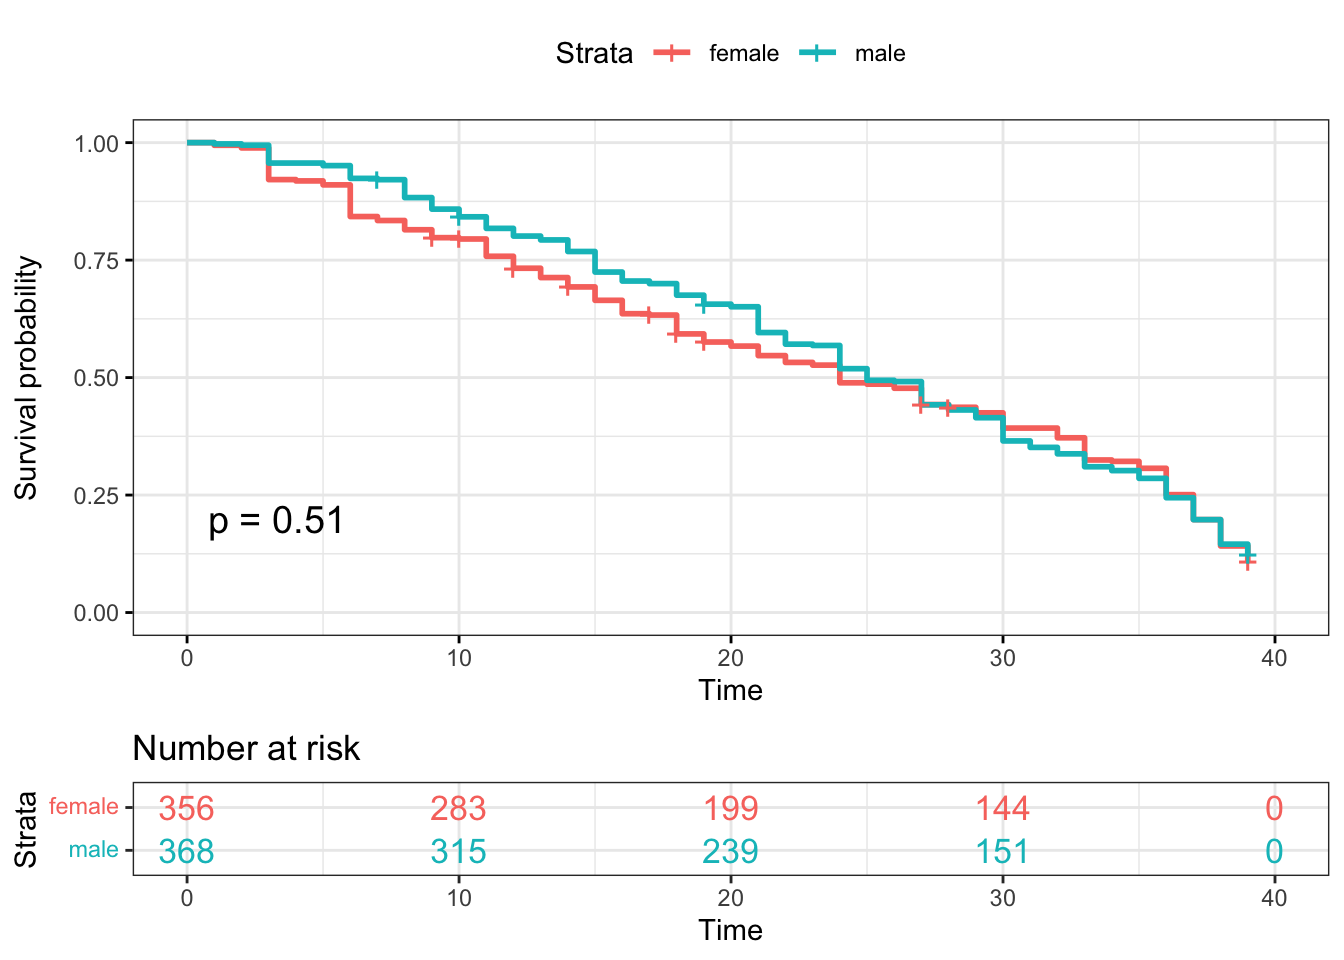 Strata female male
1.00
0.75
0.50
0.25
0.00
Survival probability
p = 0.51
0 10 20 30 40
Time
Number at risk
Strata
female 356 283 199 144 0
male 368 315 239 151 0
0 10 20 30 40
Time